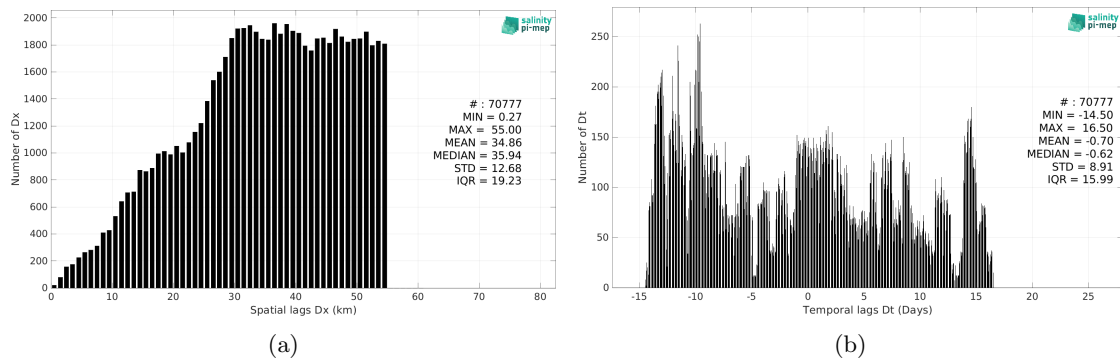 2000
1800
1600
1400
1200
1000
800
600
400
200
0
Number of Dx
0 10 20 30 40 50 60 70 80
Spatial lags Dx (km)
salinity
pi-mep
# : 70777
MIN = 0.27
MAX = 55.00
MEAN = 34.86
MEDIAN = 35.94
STD = 12.68
IQR = 19.23
(a)
250
200
150
100
50
0
Number of Dt
-15 -10 -5 0 5 10 15 20 25
Temporal lags Dt (Days)
salinity
pi-mep
# : 70777
MIN = -14.50
MAX = 16.50
MEAN = -0.70
MEDIAN = -0.62
STD = 8.91
IQR = 15.99
(b)